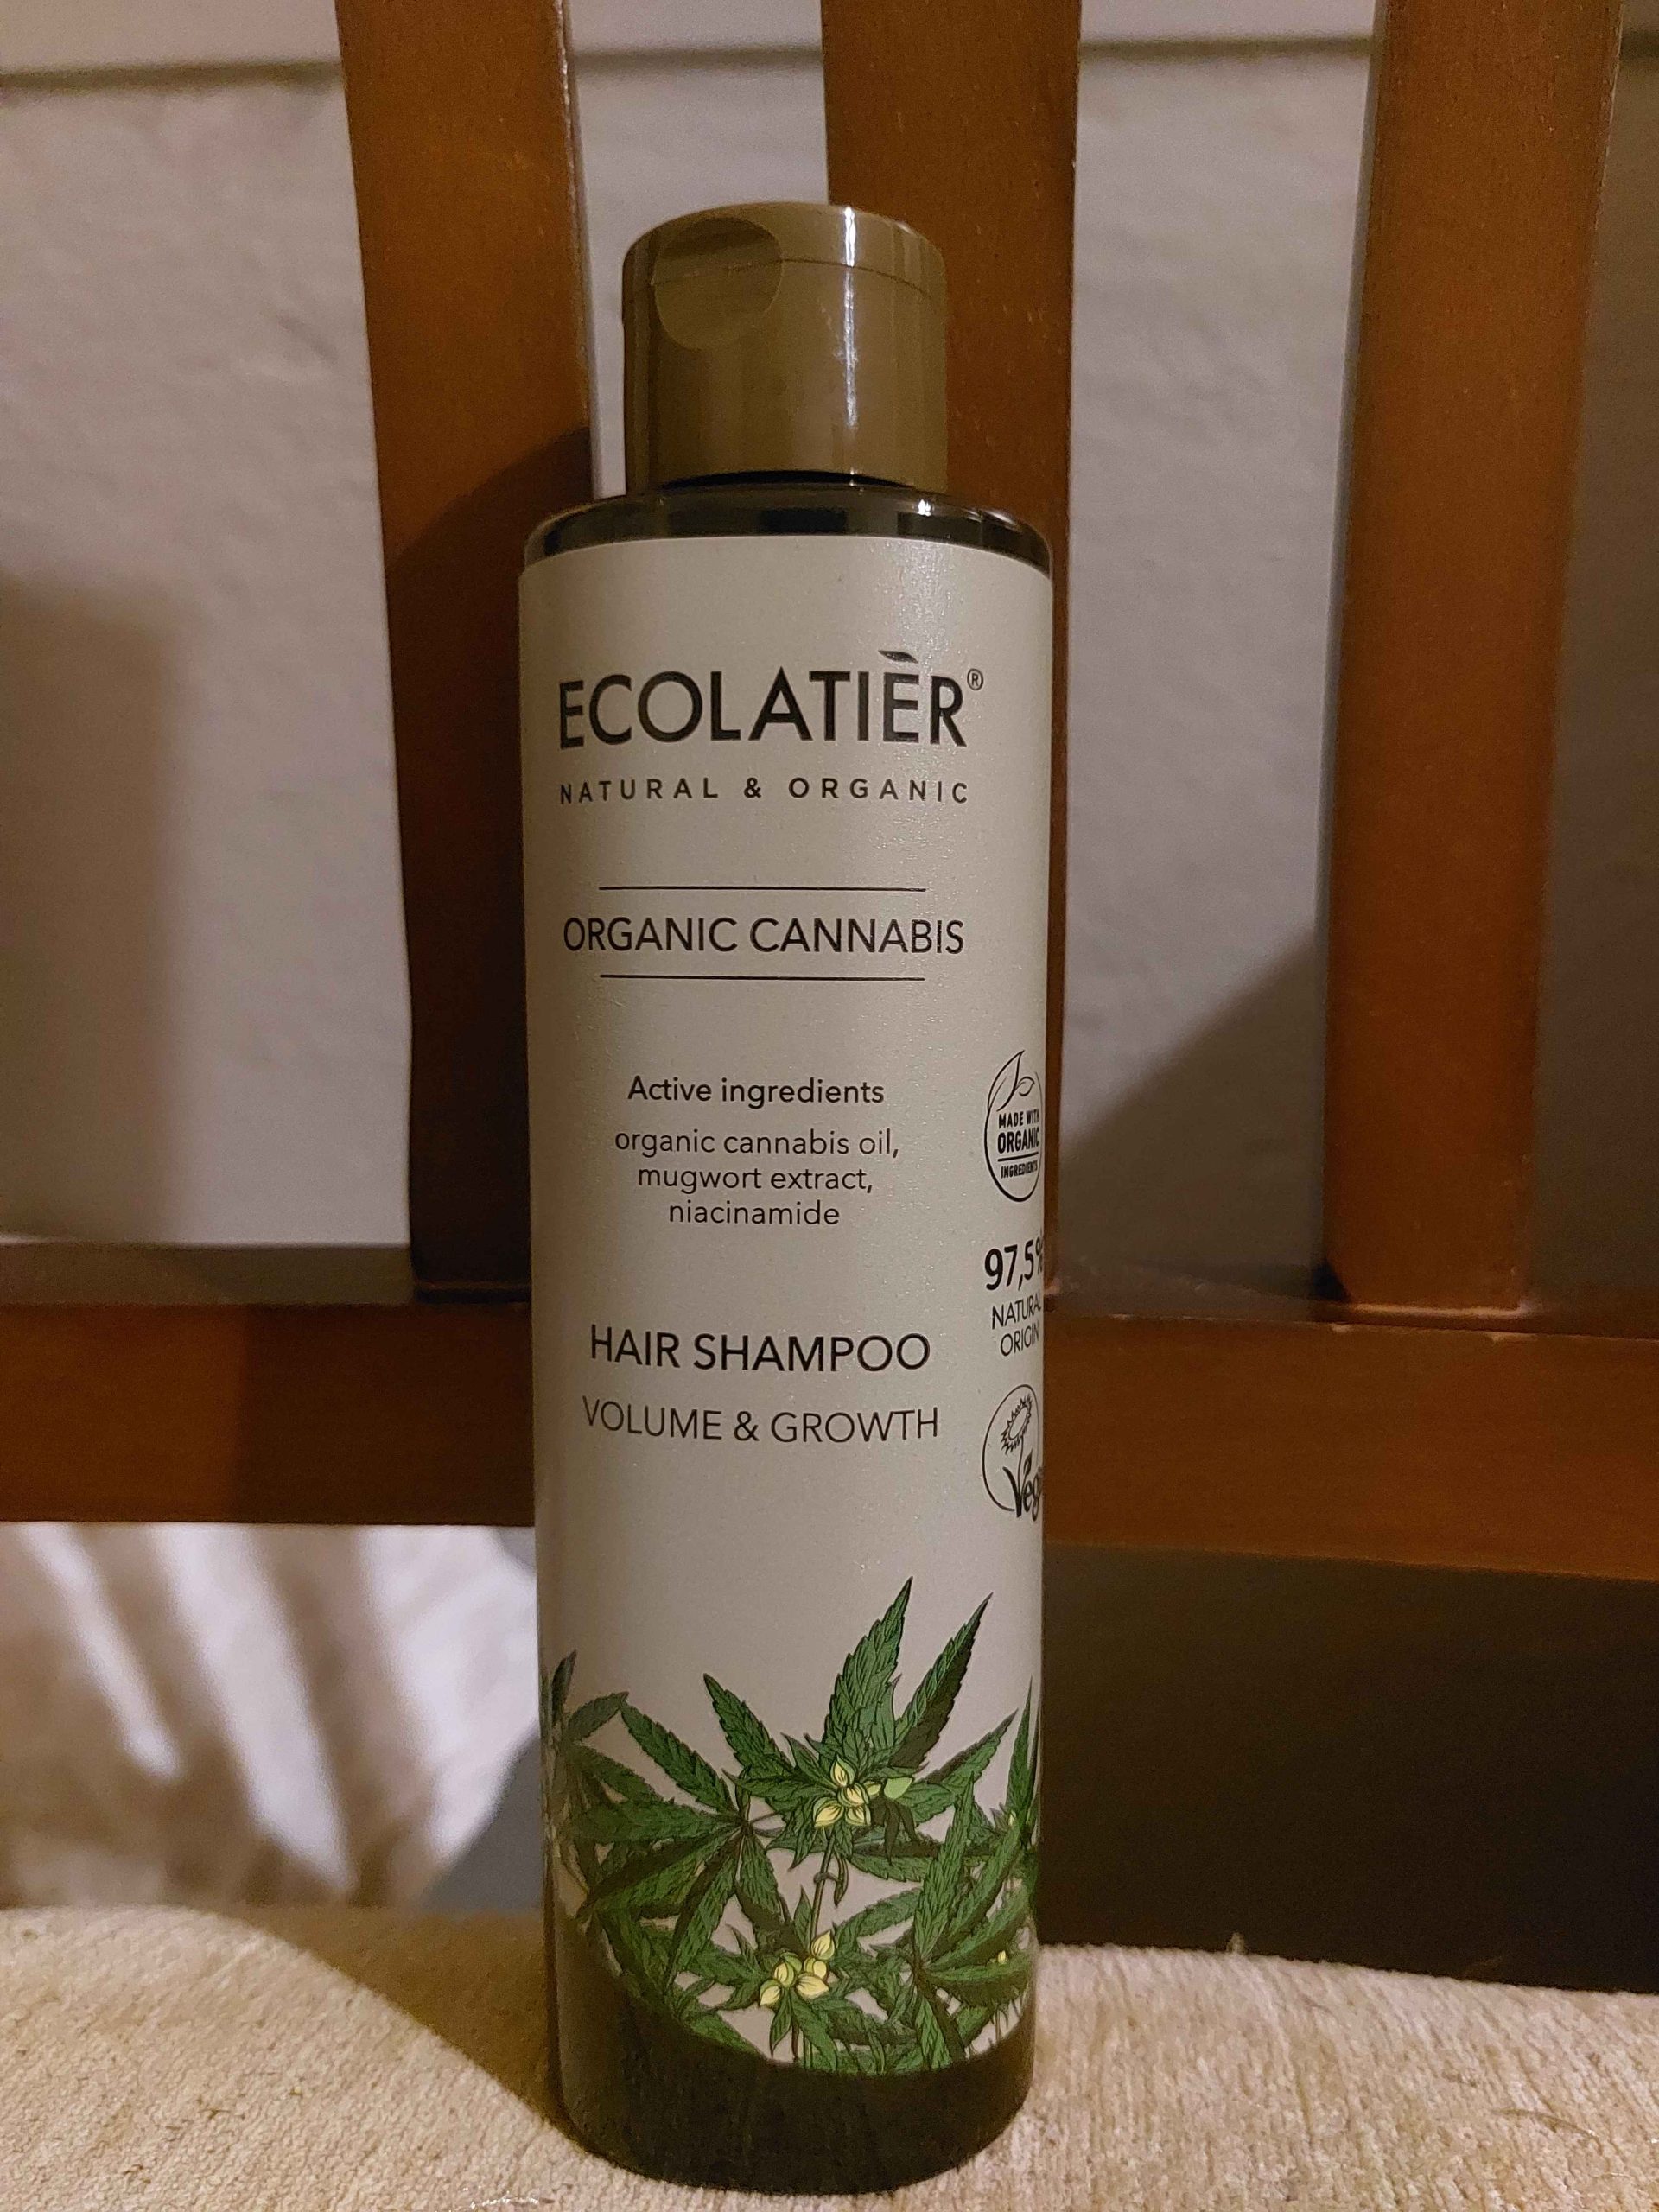 ECOLATIÈR®
NATURAL & ORGANIC
ORGANIC CANNABIS
Active ingredients
organic cannabis oil,
mugwort extract,
niacinamide
HAIR SHAMPOO
VOLUME & GROWTH
MADE WITH
ORGANIC
INGREDIENTS
97,5%
NATURAL
ORIGIN